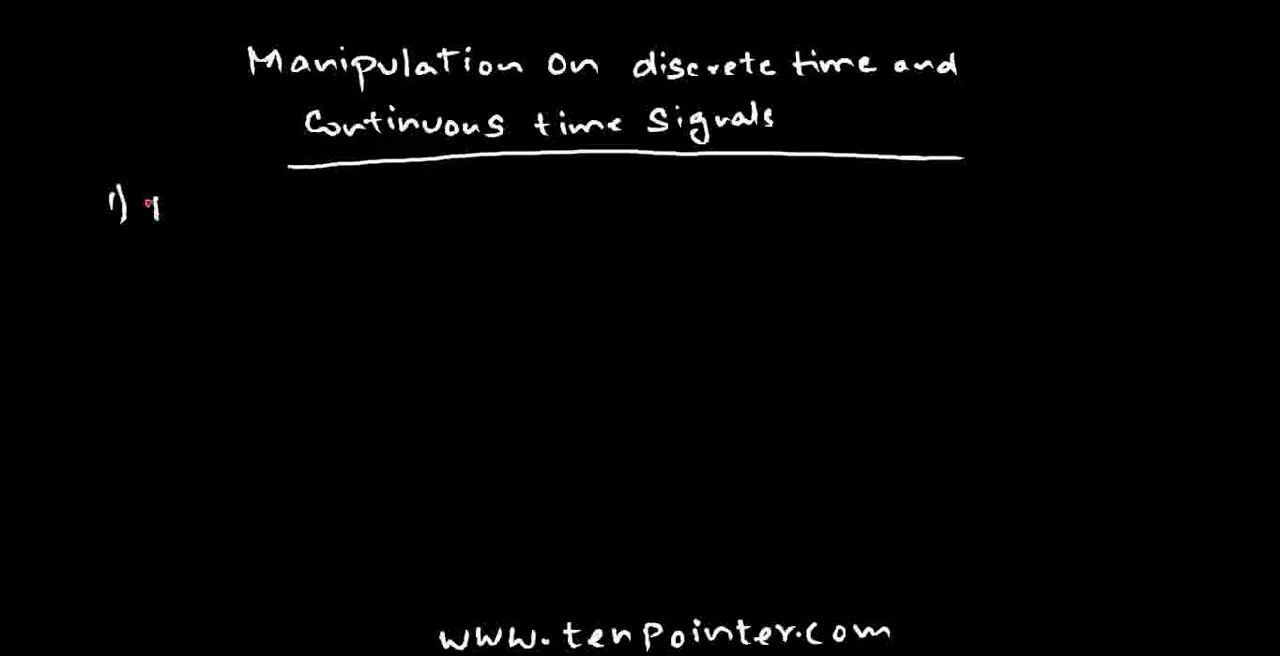 Manipulation on discrete time and
Continuous time Signals
1)
www.tenpointer.com